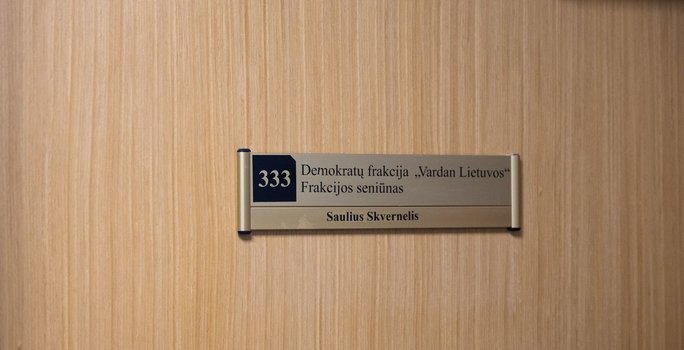 333
Demokratų frakcija „Vardan Lietuvos“
Frakcijos seniūnas
Saulius Skvernelis